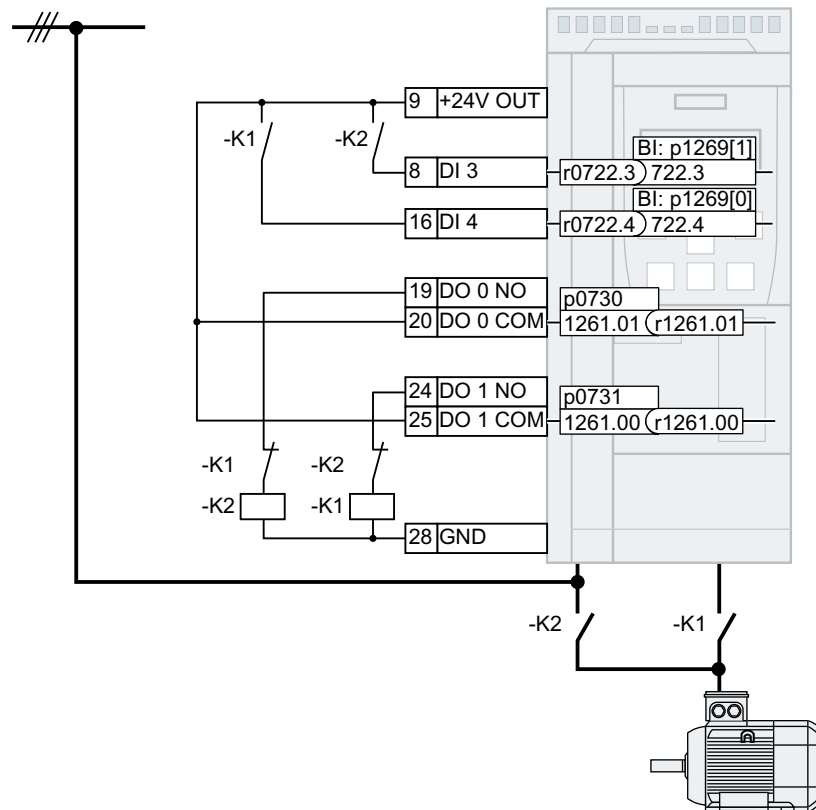 9 +24V OUT
-K1 -K2
BI: p1269[1]
8 DI 3 r0722.3 722.3
BI: p1269[0]
16 DI 4 r0722.4 722.4
19 DO 0 NO
p0730
20 DO 0 COM 1261.01 r1261.01
24 DO 1 NO
p0731
25 DO 1 COM 1261.00 r1261.00
-K1 -K2
-K2 -K1
28 GND
-K2 -K1